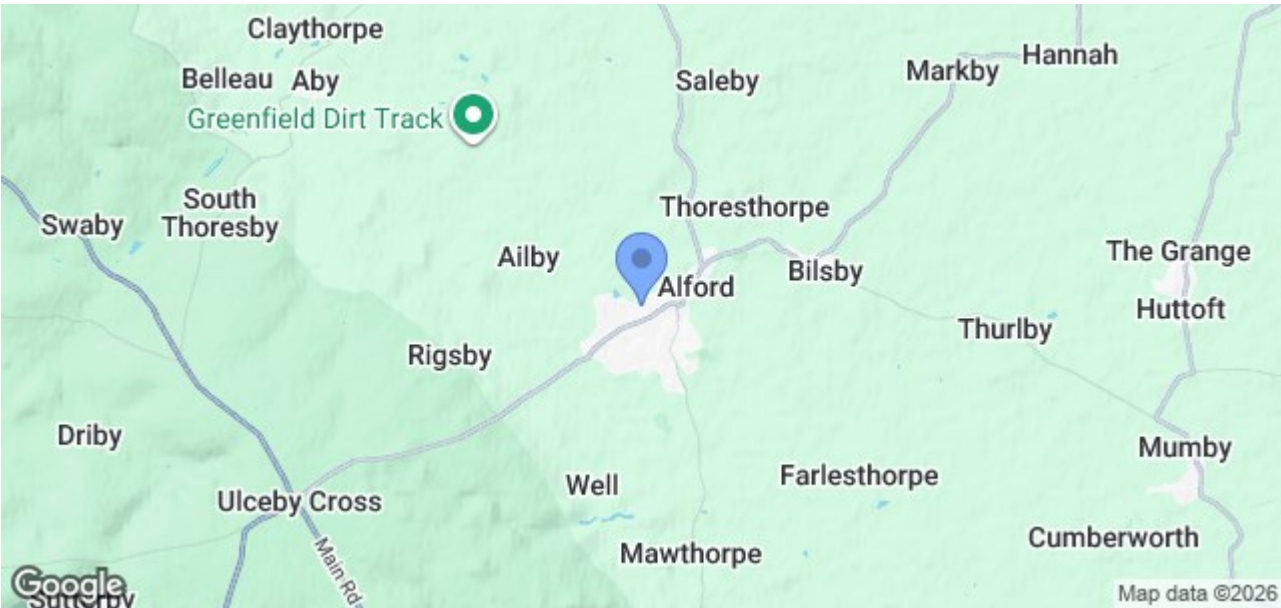 Claythorpe
Hannah
Markby
Belleau
Aby
Saleby
Greenfield Dirt Track
South
Thoresby
Thoresthorpe
Swaby
Ailby
The Grange
Bilsby
Alford
Huttoft
Thurlby
Rigsby
Driby
Mumby
Farlesthorpe
Well
Ulceby Cross
Cumberworth
Main Rd
Mawthorpe
Google
Sutterby
Map data ©2026